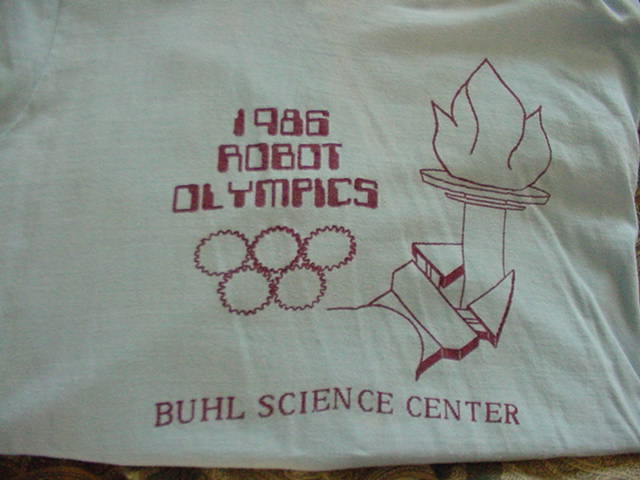 1986
ROBOT
OLYMPICS
BUHL SCIENCE CENTER